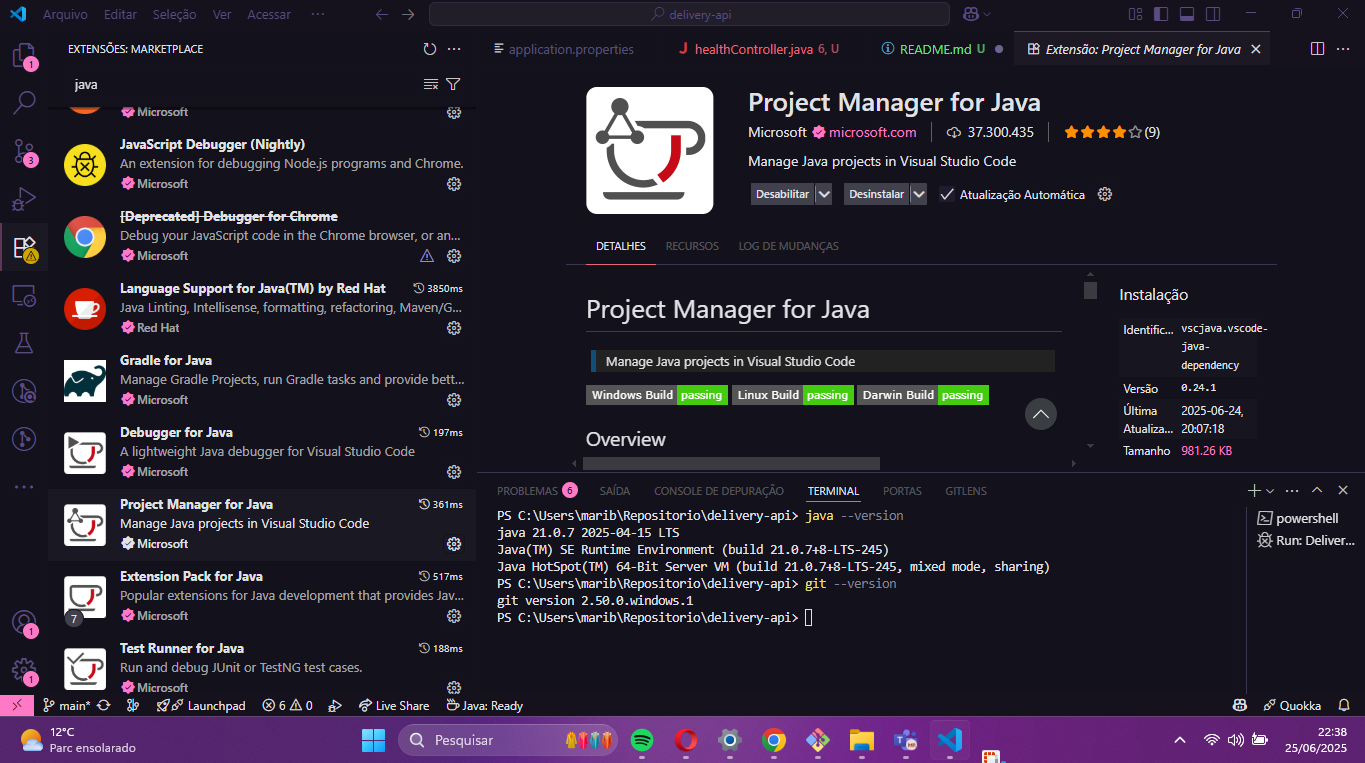 Arquivo Editar Seleção Ver Acessar ··· delivery-api
EXTENSÕES: MARKETPLACE
java
Microsoft
JavaScript Debugger (Nightly)
An extension for debugging Node.js programs and Chrome.
Microsoft
[Deprecated] Debugger for Chrome
Debug your JavaScript code in the Chrome browser, or an...
Microsoft
Language Support for Java(TM) by Red Hat 3850ms
Java Linting, Intellisense, formatting, refactoring, Maven/G...
Red Hat
Gradle for Java
Manage Gradle Projects, run Gradle tasks and provide bett...
Microsoft
Debugger for Java 197ms
A lightweight Java debugger for Visual Studio Code
Microsoft
Project Manager for Java 361ms
Manage Java projects in Visual Studio Code
Microsoft
Extension Pack for Java 517ms
Popular extensions for Java development that provides Jav...
7
Microsoft
Test Runner for Java 188ms
Run and debug JUnit or TestNG test cases.
Microsoft
1
3
1
1
application.properties healthController.java 6, U README.md U Extensão: Project Manager for Java
Project Manager for Java
Microsoft microsoft.com 37.300.435 (9)
Manage Java projects in Visual Studio Code
Desabilitar Desinstalar Atualização Automática
DETALHES RECURSOS LOG DE MUDANÇAS
Project Manager for Java
Manage Java projects in Visual Studio Code
Windows Build passing Linux Build passing Darwin Build passing
Overview
Instalação
Identific... vscjava.vscode-
java-
dependency
Versão 0.24.1
Última 2025-06-24,
Atualiza... 20:07:18
Tamanho 981.26 KB
PROBLEMAS 6 SAÍDA CONSOLE DE DEPURAÇÃO TERMINAL PORTAS GITLENS
PS C:\Users\marib\Repositorio\delivery-api> java --version
java 21.0.7 2025-04-15 LTS
Java(TM) SE Runtime Environment (build 21.0.7+8-LTS-245)
Java HotSpot(TM) 64-Bit Server VM (build 21.0.7+8-LTS-245, mixed mode, sharing)
PS C:\Users\marib\Repositorio\delivery-api> git --version
git version 2.50.0.windows.1
PS C:\Users\marib\Repositorio\delivery-api>
powershell
Run: Deliver...
main* Launchpad 6 0 Live Share Java: Ready Quokka
12°C
Parc ensolarado
Pesquisar
22:38
25/06/2025